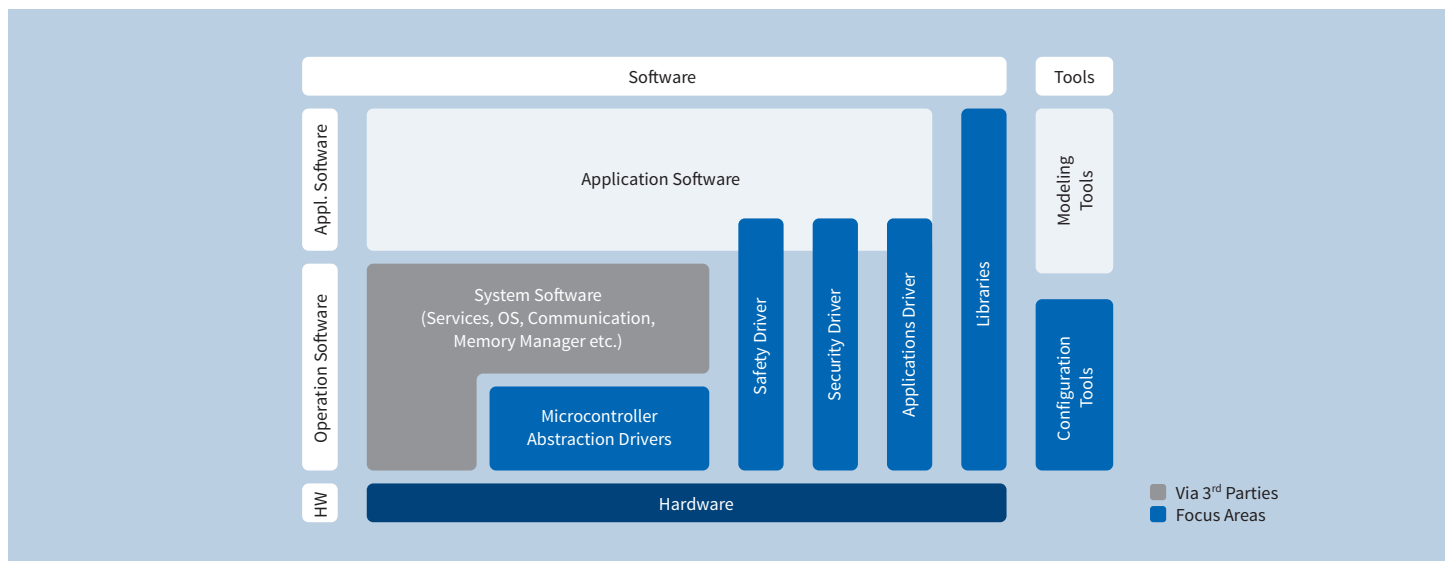 Software
Tools
Appl. Software
Application Software
Modeling
Tools
Operation Software
System Software
(Services, OS, Communication,
Memory Manager etc.)
Microcontroller
Abstraction Drivers
Safety Driver
Security Driver
Applications Driver
Libraries
Configuration
Tools
HW
Hardware
Via 3rd Parties
Focus Areas